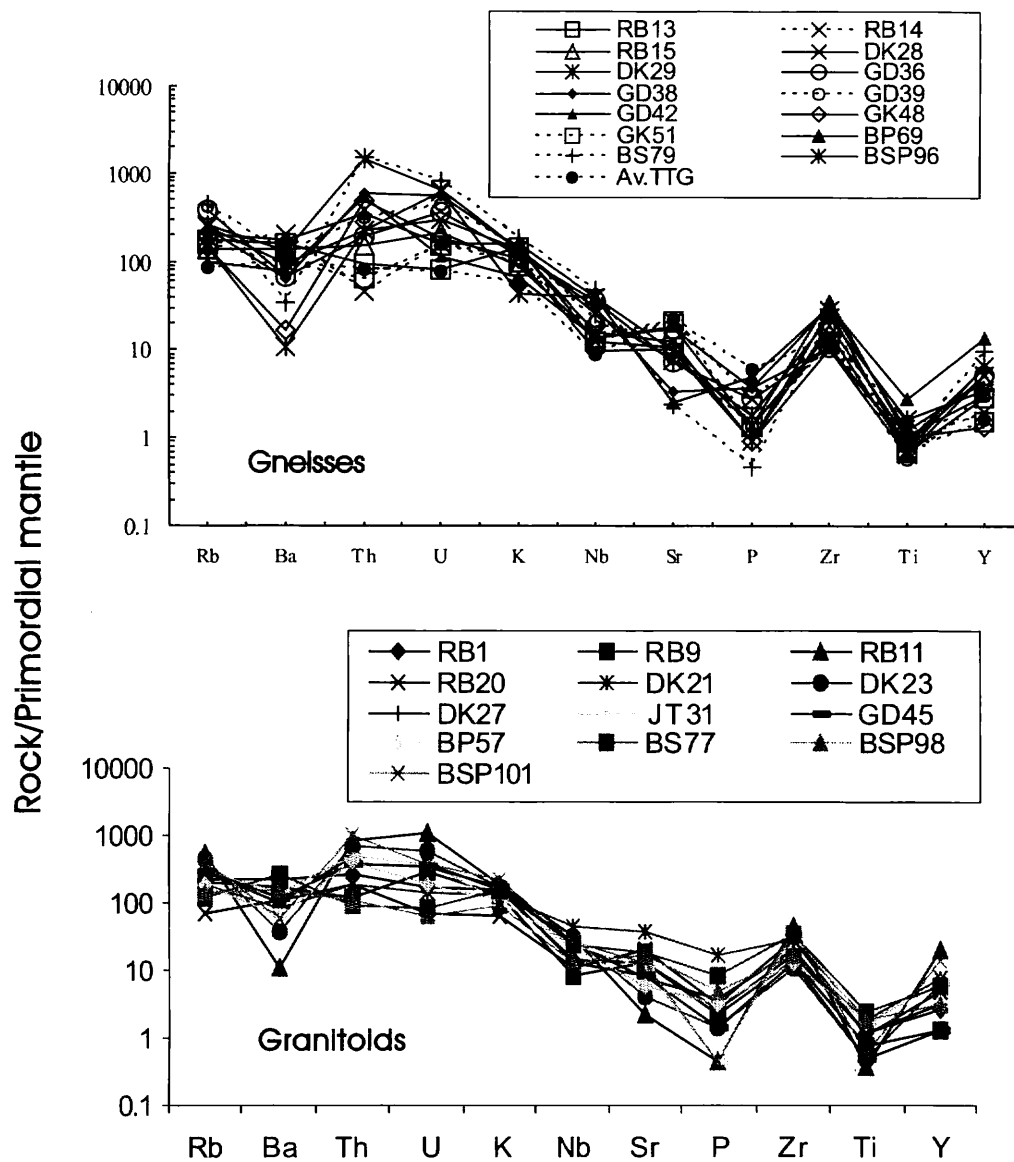 RB13 RB14
RB15 DK28
DK29 GD36
GD38 GD39
GD42 GK48
GK51 BP69
BS79 BSP96
Av.TTG
10000
1000
100
10
1
0.1
Gneisses
Rb Ba Th U K Nb Sr P Zr Ti Y
Rock/Primordial mantle
RB1 RB9 RB11
RB20 DK21 DK23
DK27 JT31 GD45
BP57 BS77 BSP98
BSP101
10000
1000
100
10
1
0.1
Granitoids
Rb Ba Th U K Nb Sr P Zr Ti Y